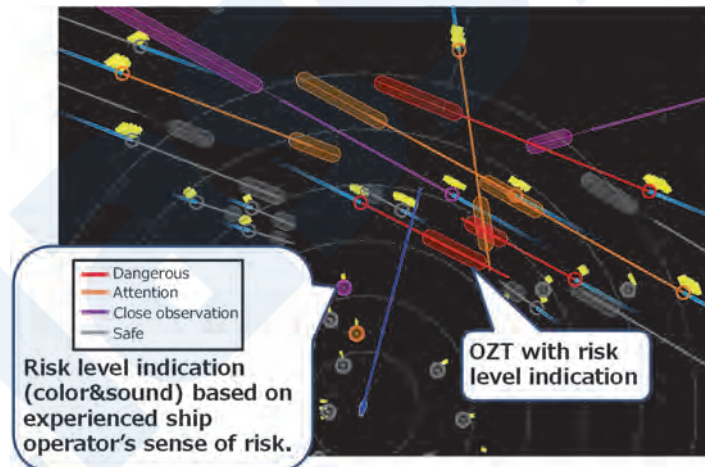 Dangerous
Attention
Close observation
Safe
Risk level indication
(color&sound) based on
experienced ship
operator's sense of risk.
OZT with risk
level indication